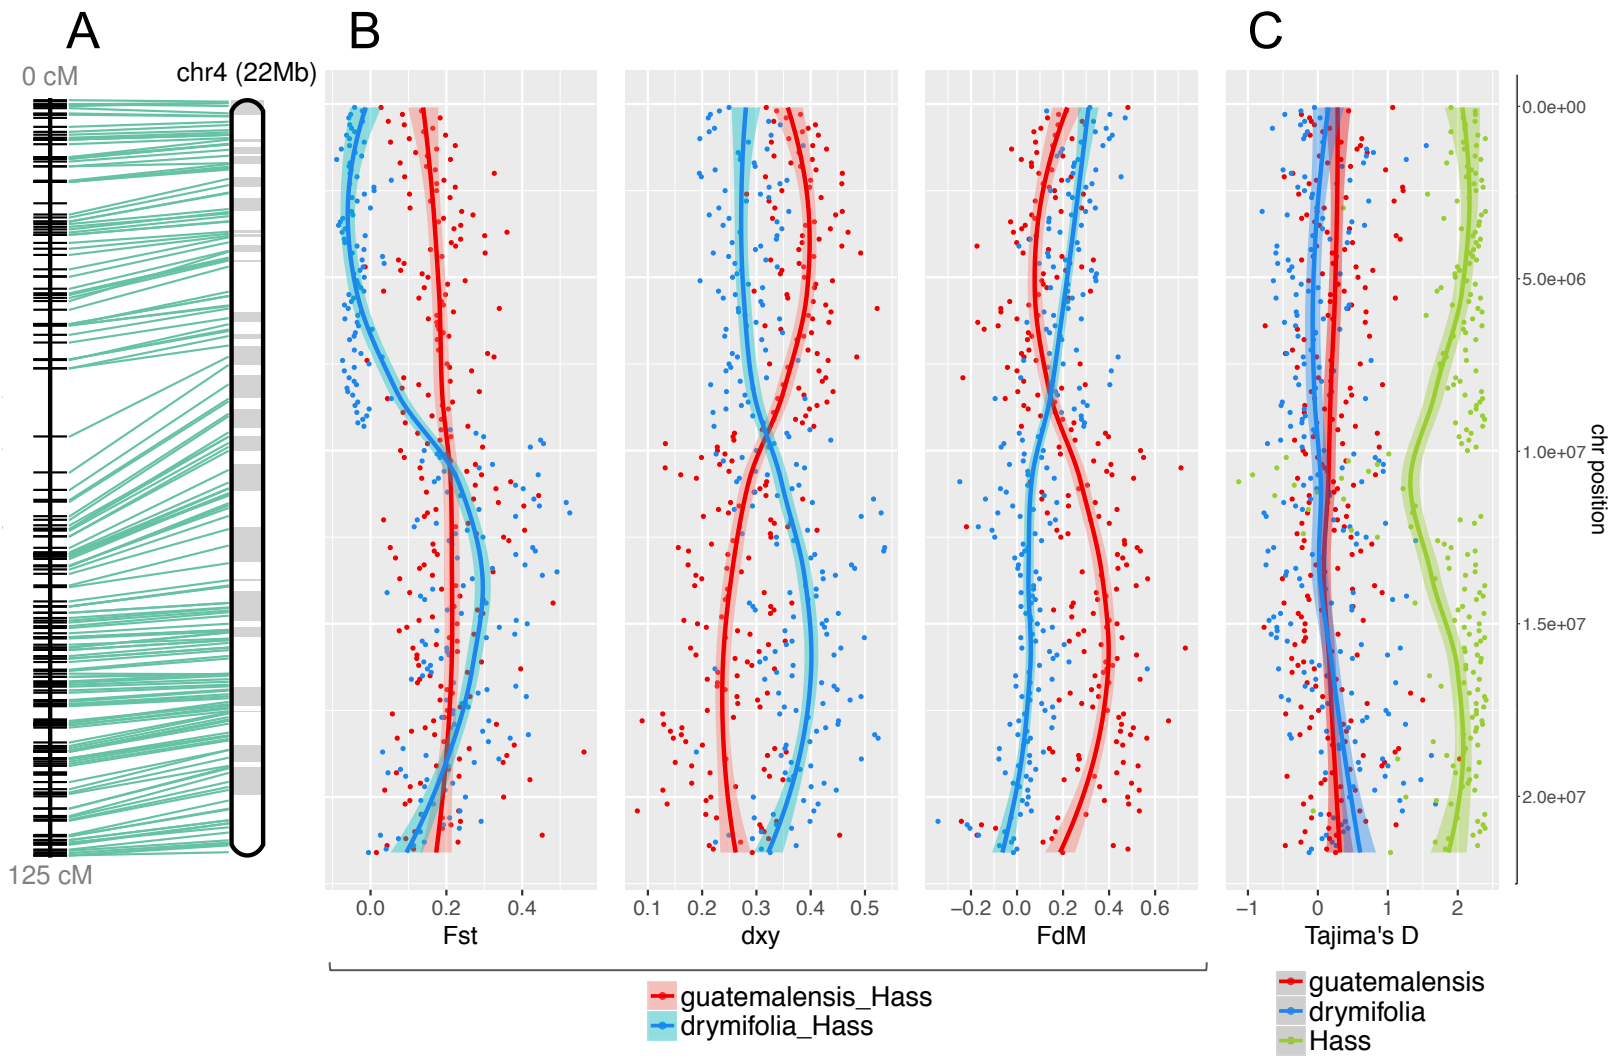 A
B
C
0 cM
chr4 (22Mb)
125 cM
0.0e+00
5.0e+06
1.0e+07
1.5e+07
2.0e+07
chr position
0.0 0.2 0.4
0.1 0.2 0.3 0.4 0.5
−0.2 0.0 0.2 0.4 0.6
−1 0 1 2
Fst
dxy
FdM
Tajima's D
guatemalensis_Hass
drymifolia_Hass
guatemalensis
drymifolia
Hass